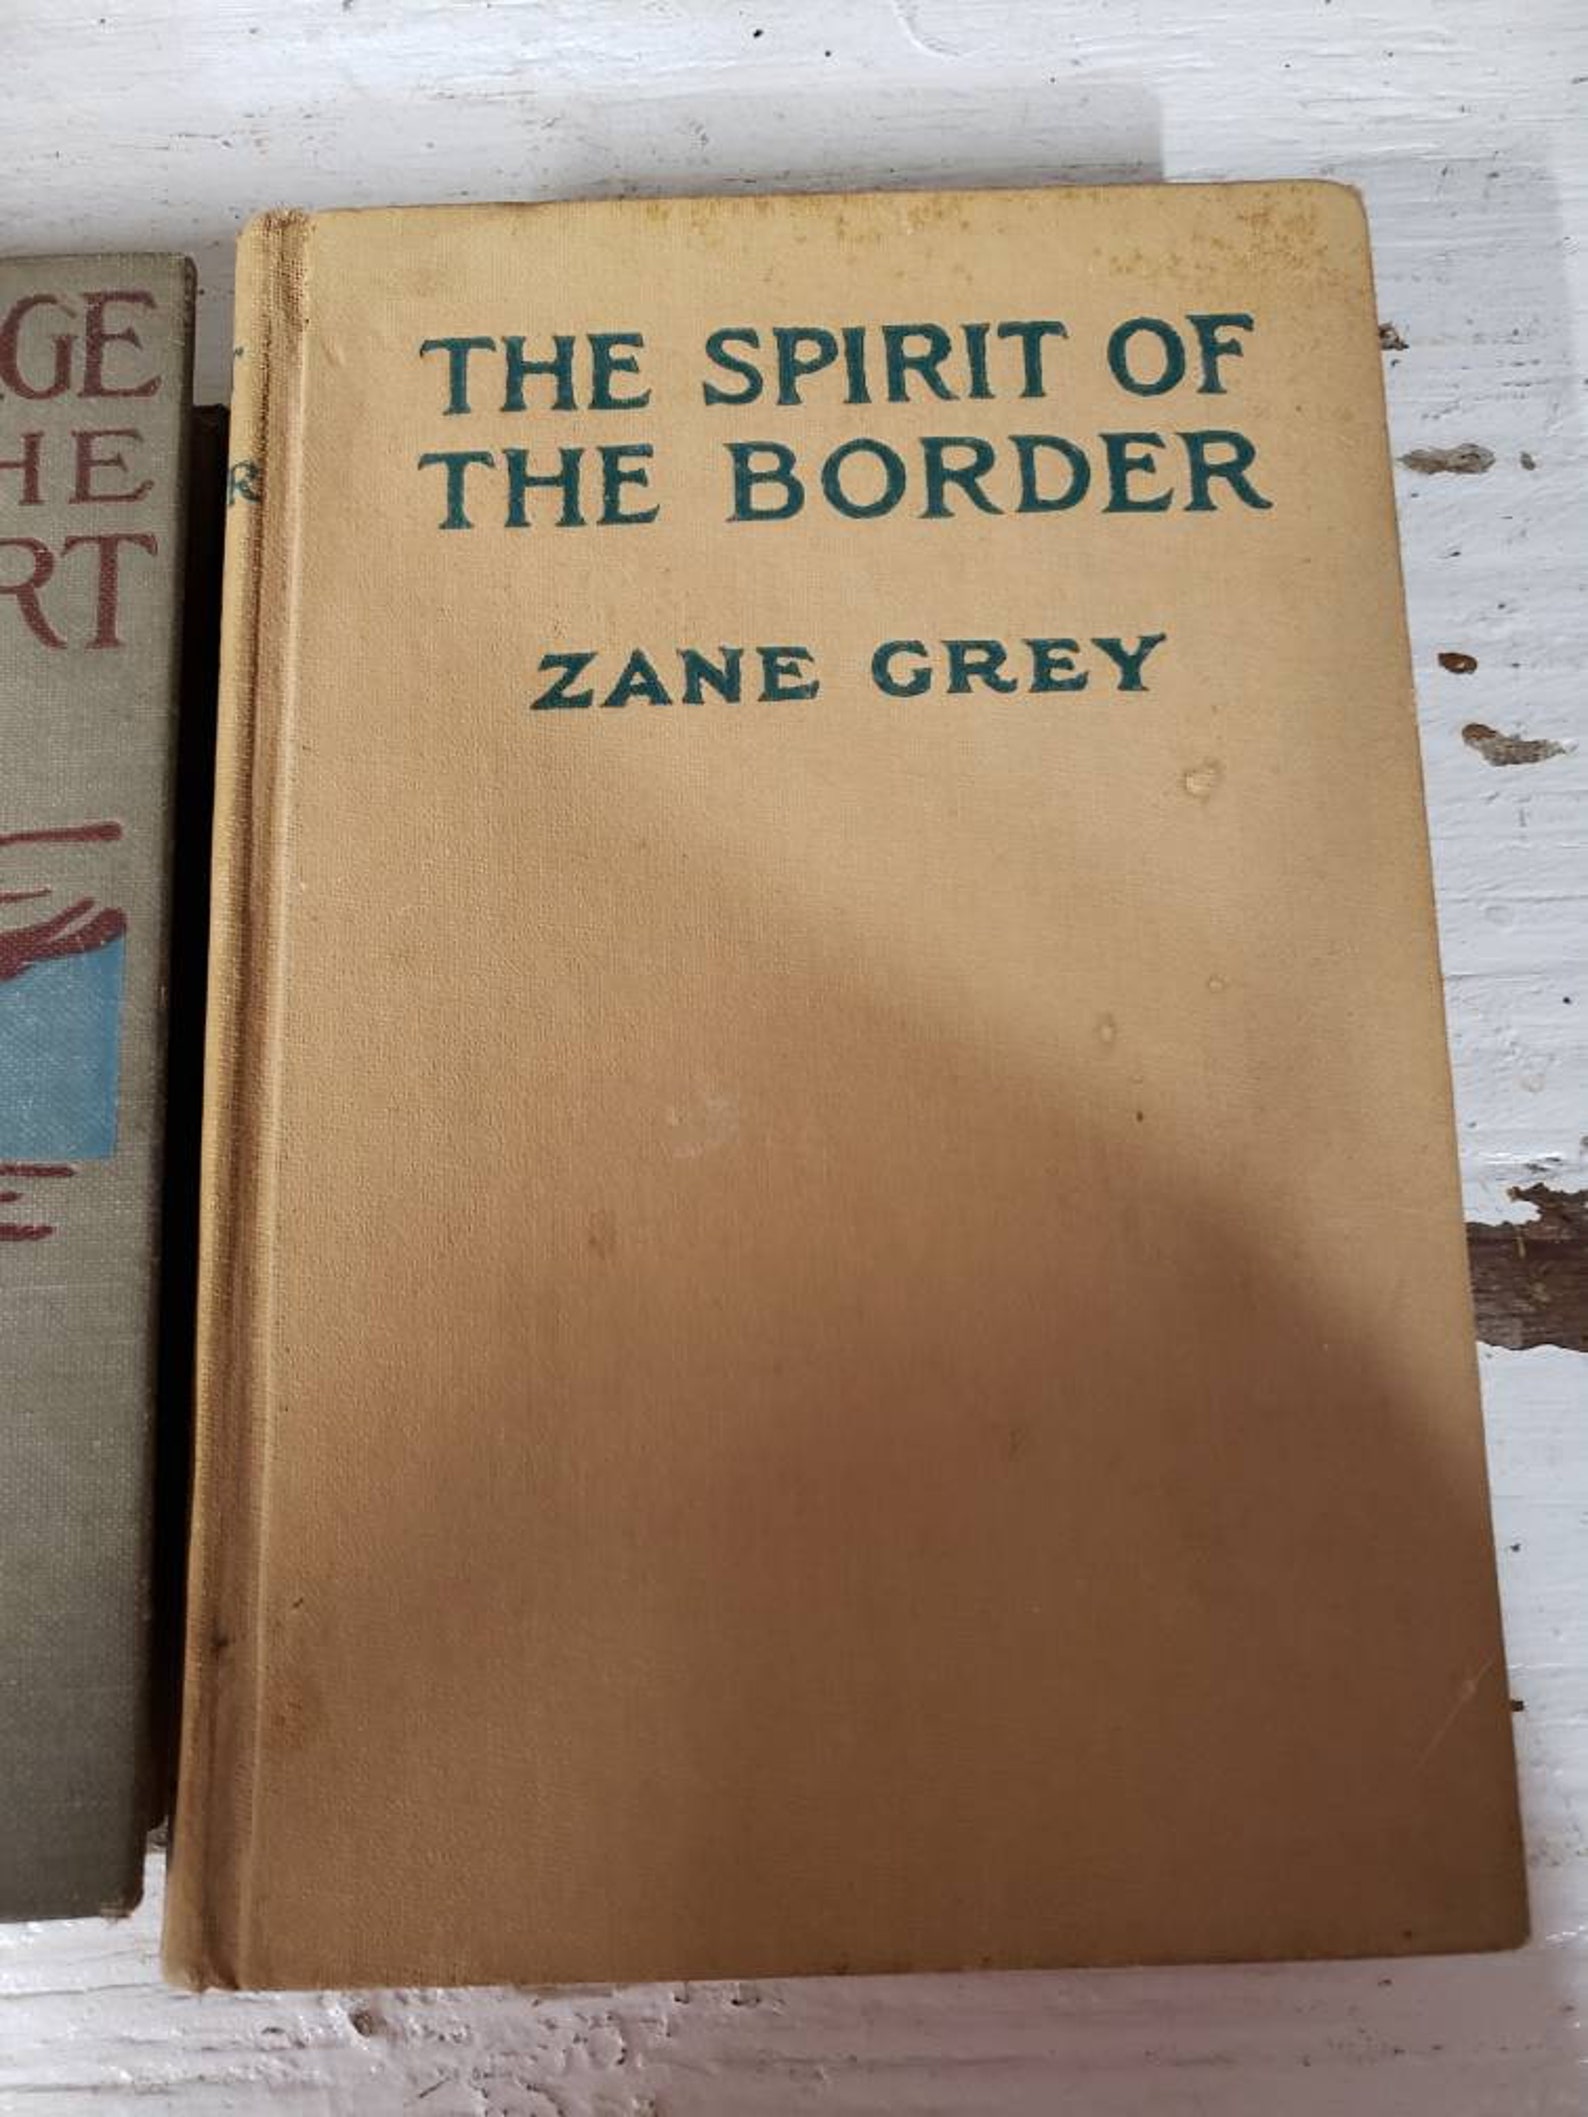 THE SPIRIT OF
THE BORDER
ZANE GREY